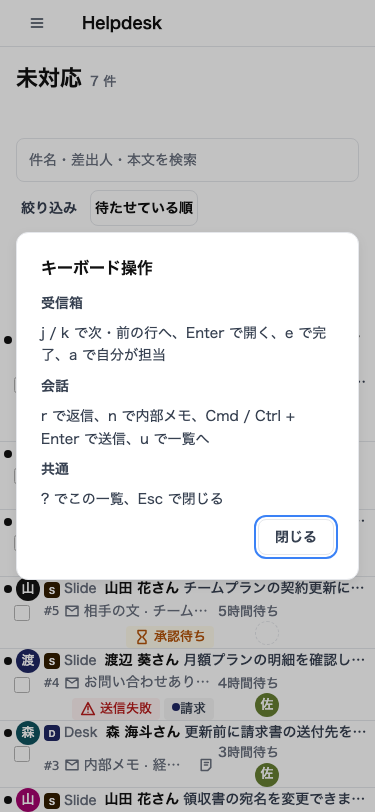 Helpdesk
未対応 7 件
件名・差出人・本文を検索
絞り込み 待たせている順
キーボード操作
受信箱
j / k で次・前の行へ、Enter で開く、e で完
了、a で自分が担当
会話
r で返信、n で内部メモ、Cmd / Ctrl +
Enter で送信、u で一覧へ
共通
? でこの一覧、Esc で閉じる
閉じる
山 S Slide 山田 花さん チームプランの契約更新に…
#5 相手の文 · チーム… 5時間待ち
承認待ち
渡 S Slide 渡辺 葵さん 月額プランの明細を確認し…
#4 お問い合わせあり… 4時間待ち
送信失敗 請求 佐
森 D Desk 森 海斗さん 更新前に請求書の送付先を…
3時間待ち
#3 内部メモ · 経… 佐
山 S Slide 山田 花さん 領収書の宛名を変更できま…